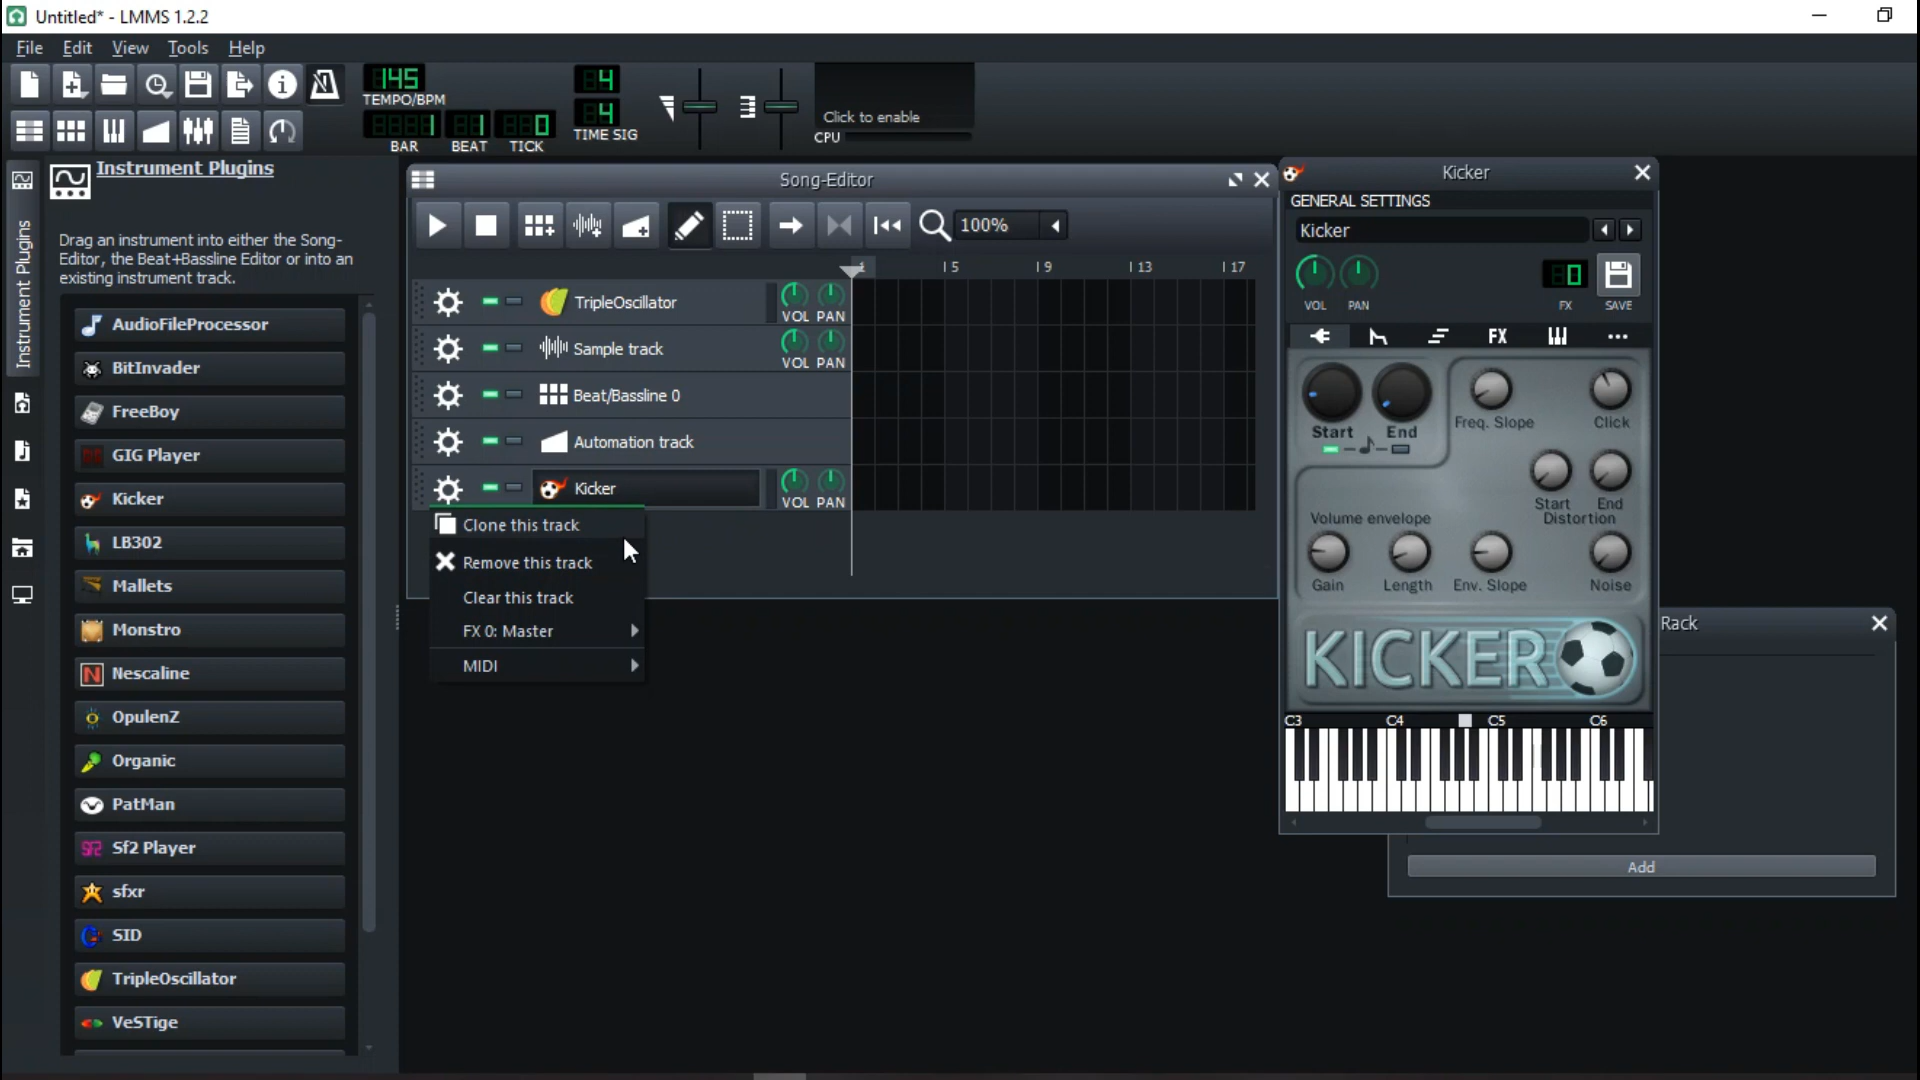 Untitled* - LMMS 1.2.2
File Edit View Tools Help
145
TEMPO/BPM
1 1 0
BAR BEAT TICK
4
4
TIME SIG
Click to enable
CPU
Instrument Plugins
Instrument Plugins
Drag an instrument into either the Song-
Editor, the Beat+Bassline Editor or into an
existing instrument track.
AudioFileProcessor
BitInvader
FreeBoy
GIG Player
Kicker
LB302
Mallets
Monstro
Nescaline
OpulenZ
Organic
PatMan
Sf2 Player
sfxr
SID
TripleOscillator
VeSTige
Song-Editor
100%
1 5 9 13 17
TripleOscillator
VOL PAN
Sample track
VOL PAN
Beat/Bassline 0
Automation track
Kicker
VOL PAN
Clone this track
Remove this track
Clear this track
FX 0: Master
MIDI
Kicker
GENERAL SETTINGS
Kicker
0
VOL PAN FX SAVE
FX
Start End
Freq. Slope
Click
Start End
Distortion
Volume envelope
Gain Length Env. Slope Noise
KICKER
C3 C4 C5 C6
Rack
Add